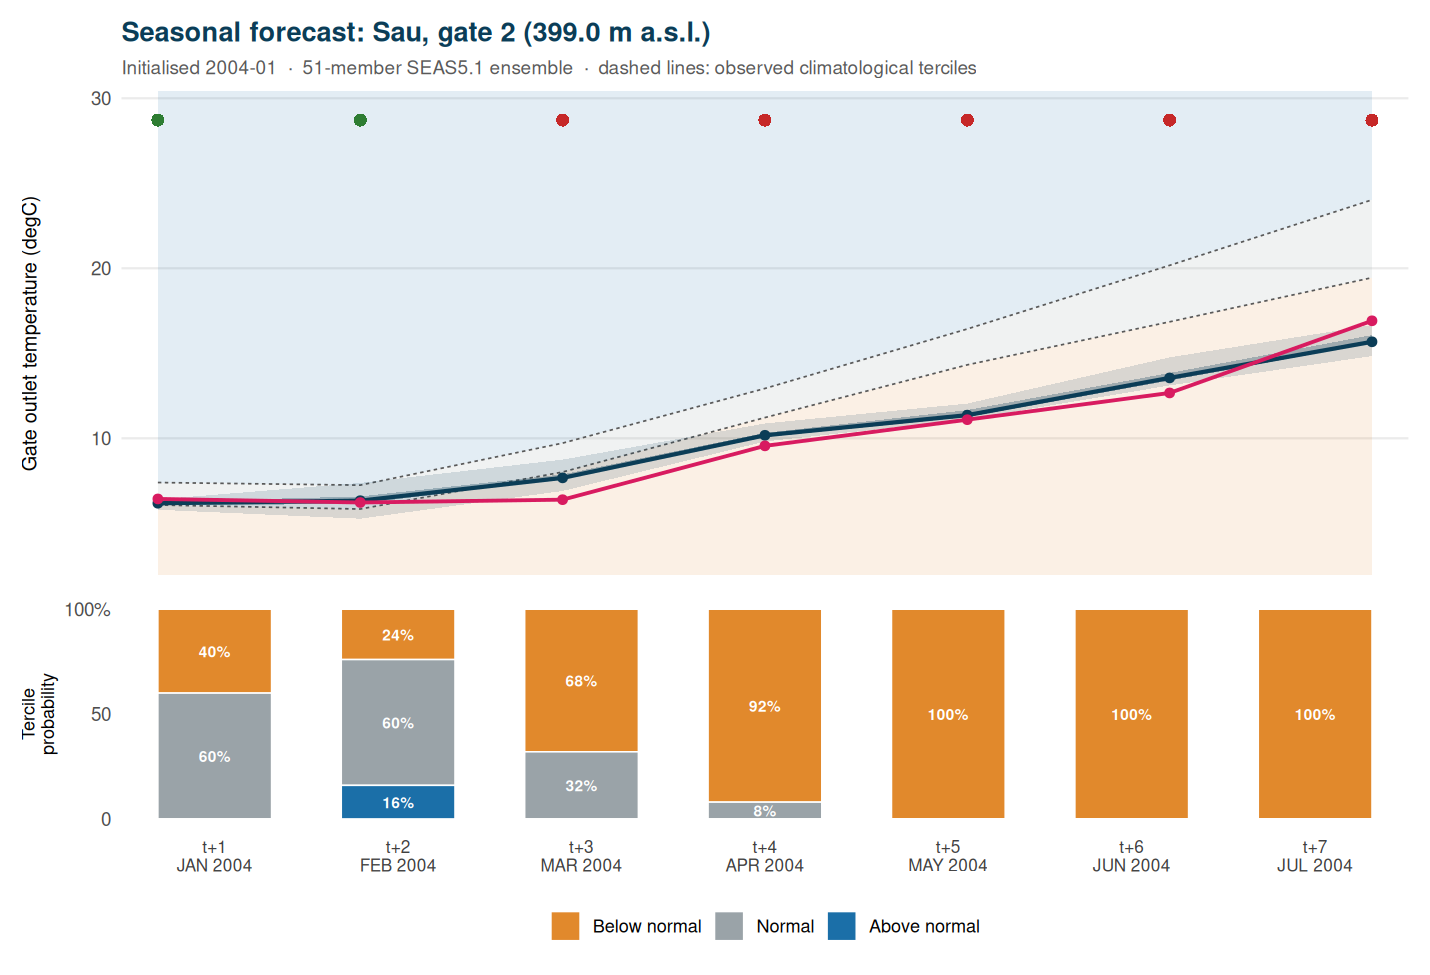 Seasonal forecast: Sau, gate 2 (399.0 m a.s.l.)
Initialised 2004-01 · 51-member SEAS5.1 ensemble · dashed lines: observed climatological terciles
Gate outlet temperature (degC)
30
20
10
Tercile
probability
100%
50
0
40%
60%
24%
60%
16%
68%
32%
92%
8%
100%
100%
100%
t+1
JAN 2004
t+2
FEB 2004
t+3
MAR 2004
t+4
APR 2004
t+5
MAY 2004
t+6
JUN 2004
t+7
JUL 2004
Below normal
Normal
Above normal